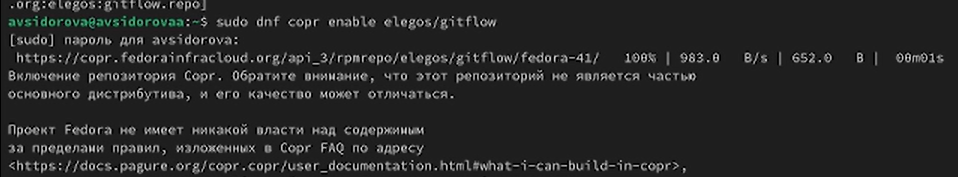 .org:elegos:gitflow.repo]
avsidorova@avsidorovaa:~$ sudo dnf copr enable elegos/gitflow
[sudo] пароль для avsidorova:
https://copr.fedorainfracloud.org/api_3/rpmrepo/elegos/gitflow/fedora-41/ 100% | 983.0 B/s | 652.0 B | 00m01s
Включение репозитория Copr. Обратите внимание, что этот репозиторий не является частью
основного дистрибутива, и его качество может отличаться.
Проект Fedora не имеет никакой власти над содержимым
за пределами правил, изложенных в Copr FAQ по адресу
<https://docs.pagure.org/copr.copr/user_documentation.html#what-i-can-build-in-copr>,